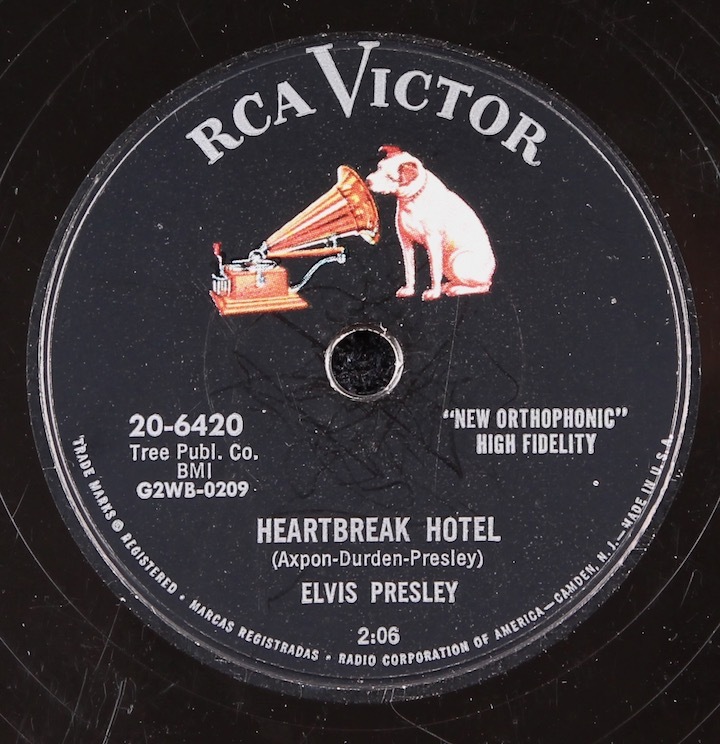 RCA VICTOR
20-6420
Tree Publ. Co.
BMI
G2WB-0209
"NEW ORTHOPHONIC"
HIGH FIDELITY
HEARTBREAK HOTEL
(Axpon-Durden-Presley)
ELVIS PRESLEY
2:06
TRADE MARKS ® REGISTERED • MARCAS REGISTRADAS • RADIO CORPORATION OF AMERICA—CAMDEN, N. J.—MADE IN U.S.A.